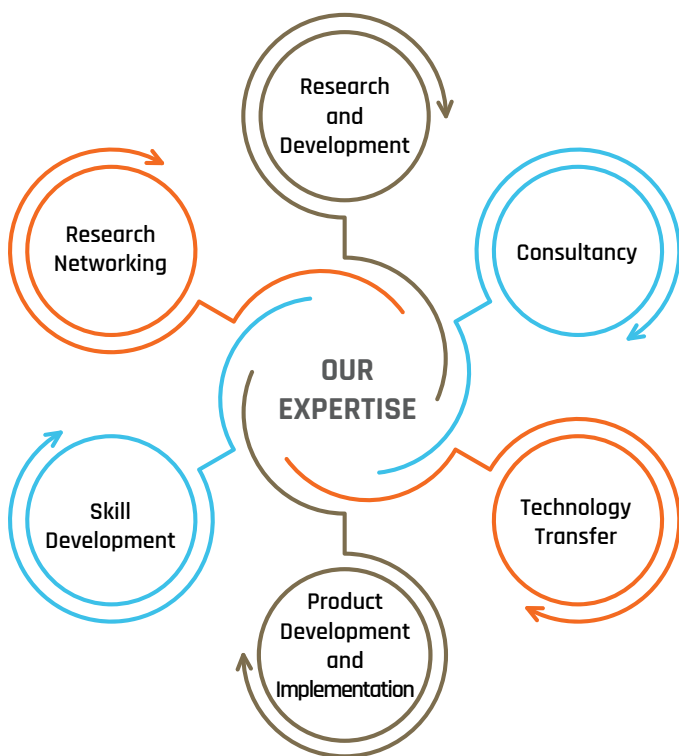 Research
and
Development
Consultancy
Technology
Transfer
Product
Development
and
Implementation
Skill
Development
Research
Networking
OUR
EXPERTISE